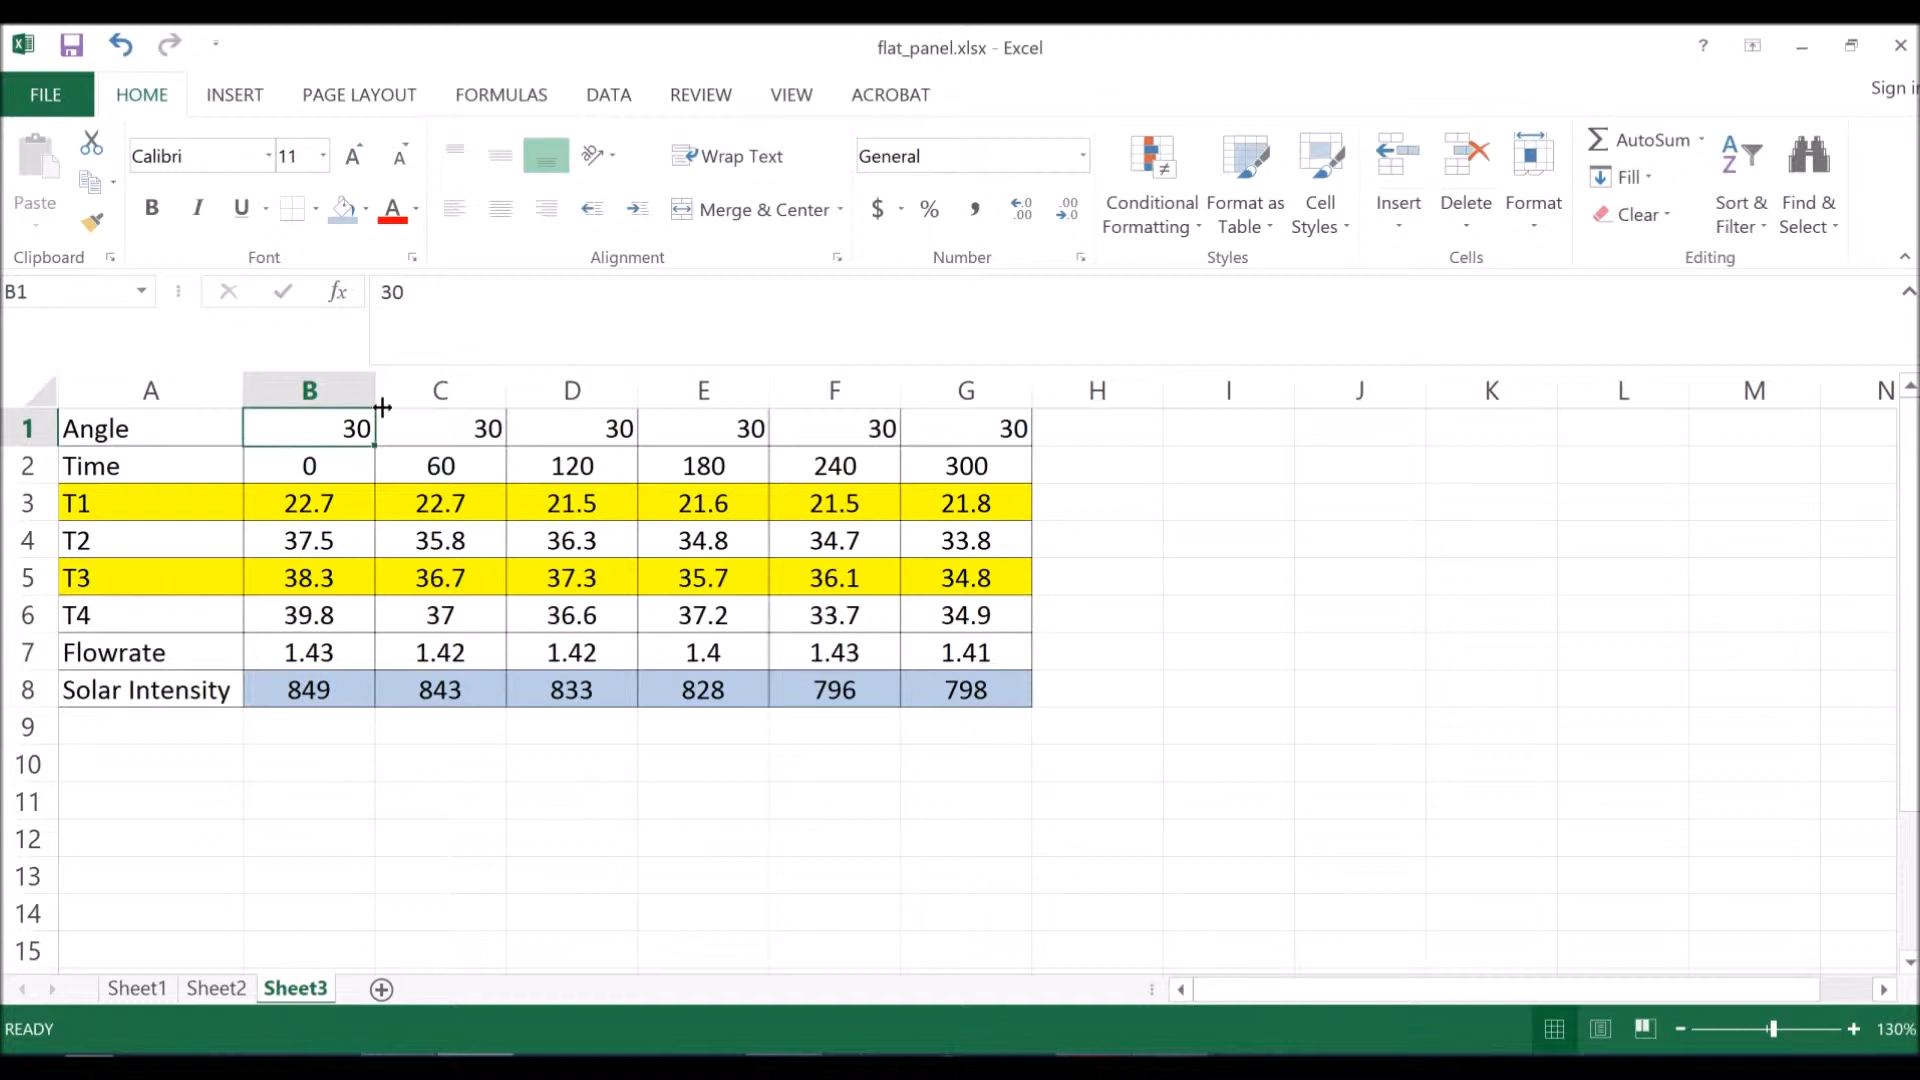 flat_panel.xlsx - Excel
?
FILE HOME INSERT PAGE LAYOUT FORMULAS DATA REVIEW VIEW ACROBAT
Sign i
Calibri 11 A A Wrap Text General AutoSum
Paste B I U A Merge & Center $ % , .00 .00 Conditional Formatting Format as Table Cell Styles Insert Delete Format Fill Clear Sort & Filter Find & Select
Clipboard Font Alignment Number Styles Cells Editing
B1 fx 30
A B C D E F G H I J K L M N
1 Angle 30 30 30 30 30 30
2 Time 0 60 120 180 240 300
3 T1 22.7 22.7 21.5 21.6 21.5 21.8
4 T2 37.5 35.8 36.3 34.8 34.7 33.8
5 T3 38.3 36.7 37.3 35.7 36.1 34.8
6 T4 39.8 37 36.6 37.2 33.7 34.9
7 Flowrate 1.43 1.42 1.42 1.4 1.43 1.41
8 Solar Intensity 849 843 833 828 796 798
9
10
11
12
13
14
15
Sheet1 Sheet2 Sheet3
READY 130%